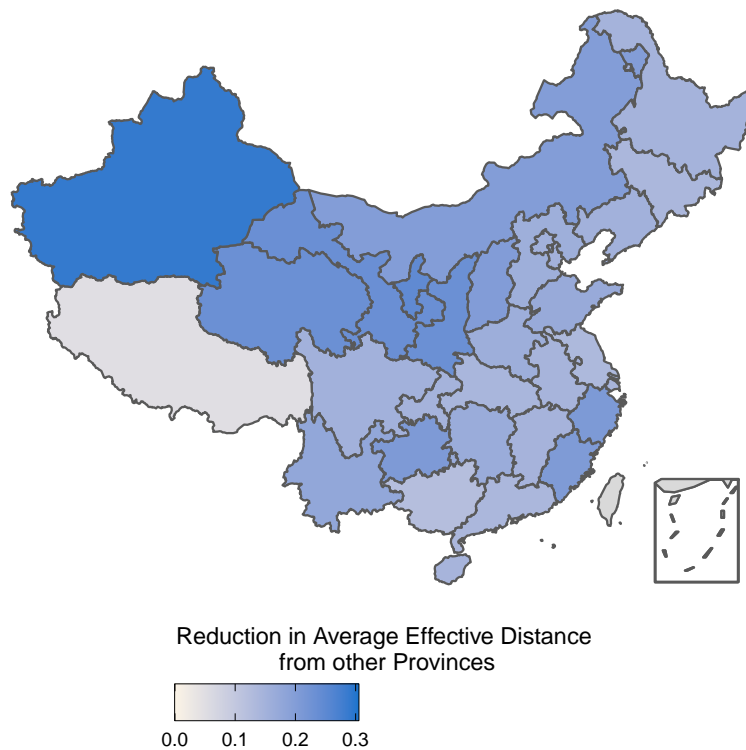 Reduction in Average Effective Distance
from other Provinces
0.0 0.1 0.2 0.3